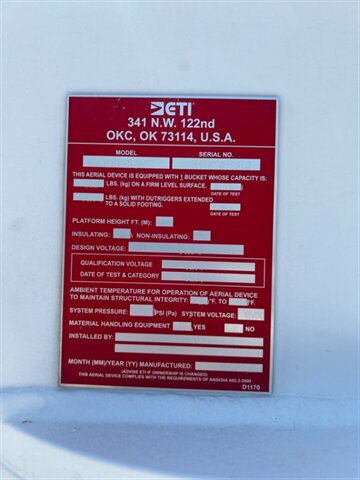 ETI
341 N.W. 122nd
OKC, OK 73114, U.S.A.
MODEL SERIAL NO.
THIS AERIAL DEVICE IS EQUIPPED WITH 1 BUCKET WHOSE CAPACITY IS:
LBS. (kg) ON A FIRM LEVEL SURFACE.
DATE OF TEST
LBS. (kg) WITH OUTRIGGERS EXTENDED
TO A SOLID FOOTING.
DATE OF TEST
PLATFORM HEIGHT FT. (M):
INSULATING: NON-INSULATING:
DESIGN VOLTAGE:
QUALIFICATION VOLTAGE
DATE OF TEST & CATEGORY
AMBIENT TEMPERATURE FOR OPERATION OF AERIAL DEVICE
TO MAINTAIN STRUCTURAL INTEGRITY: °F. TO °F.
SYSTEM PRESSURE: PSI (Pa) SYSTEM VOLTAGE:
MATERIAL HANDLING EQUIPMENT YES NO
INSTALLED BY:
MONTH (MM)/YEAR (YY) MANUFACTURED:
(ADVISE ETI IF OWNERSHIP IS CHANGED)
THIS AERIAL DEVICE COMPLIES WITH THE REQUIREMENTS OF ANSI/SIA A92.2-2009
D1170